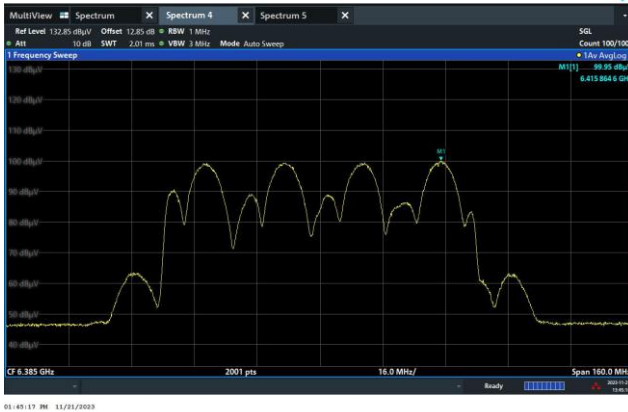 MultiView Spectrum X Spectrum 4 X Spectrum 5 X
Ref Level 132.85 dBµV Offset 12.85 dB RBW 1 MHz SGL
Att 10 dB SWT 2.01 ms VBW 3 MHz Mode Auto Sweep Count 100/100
1 Frequency Sweep 1Av AvgLog
M1[1] 99.95 dBµV
6.415 864 6 GH
130 dBµV
120 dBµV
110 dBµV
M1
100 dBµV
90 dBµV
80 dBµV
70 dBµV
60 dBµV
50 dBµV
40 dBµV
CF 6.385 GHz 2001 pts 16.0 MHz/ Span 160.0 MHz
Ready
01:45:17 PM 11/21/2023